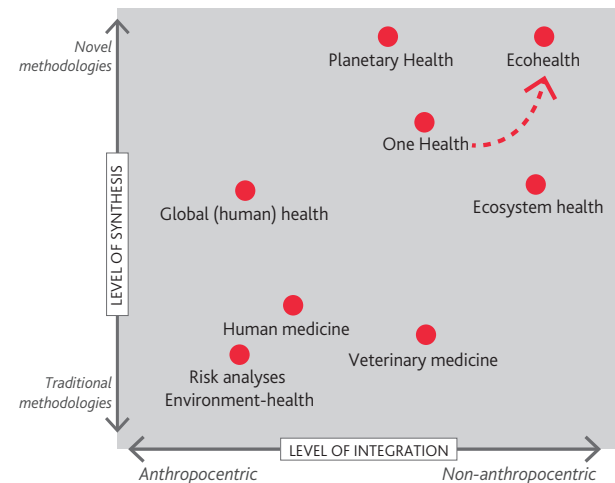 Novel
methodologies
Planetary Health
Ecohealth
One Health
Ecosystem health
Global (human) health
LEVEL OF SYNTHESIS
Human medicine
Veterinary medicine
Risk analyses
Environment-health
Traditional
methodologies
LEVEL OF INTEGRATION
Anthropocentric
Non-anthropocentric